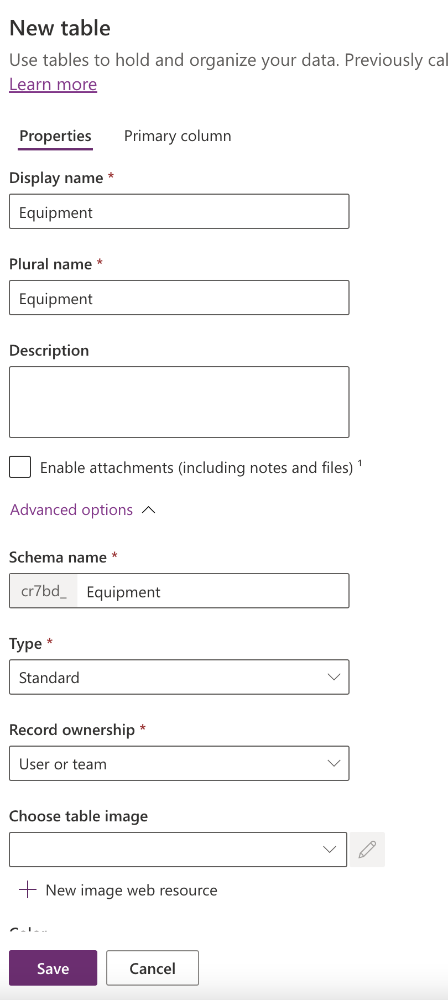 New table
Use tables to hold and organize your data. Previously
Learn more
Properties Primary column
Display name *
Equipment
Plural name *
Equipment
Description
Enable attachments (including notes and files) 1
Advanced options
Schema name *
cr7bd_ Equipment
Type *
Standard
Record ownership *
User or team
Choose table image
New image web resource
Save Cancel